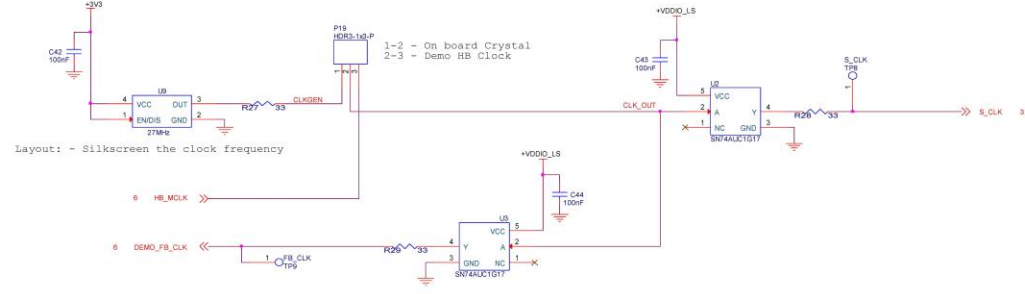 +3V3
C42
100nF
P19
HDR3-1x3-P
1
2
3
1-2 - On board Crystal
2-3 - Demo HB Clock
+VDDIO_LS
C43
100nF
S_CLK
TP8
1
U9
4 VCC OUT 3
1 EN/DIS GND 2
27MHz
R27 33
CLKGEN
CLK_OUT
U2
5 VCC
2 A Y 4
1 NC GND 3
SN74AUC1G17
R28 33
S_CLK 3
Layout: - Silkscreen the clock frequency
+VDDIO_LS
C44
100nF
6 HB_MCLK
U3
VCC 5
4 Y A 2
3 GND NC 1
SN74AUC1G17
6 DEMO_FB_CLK
R29 33
1 FB_CLK
TP9